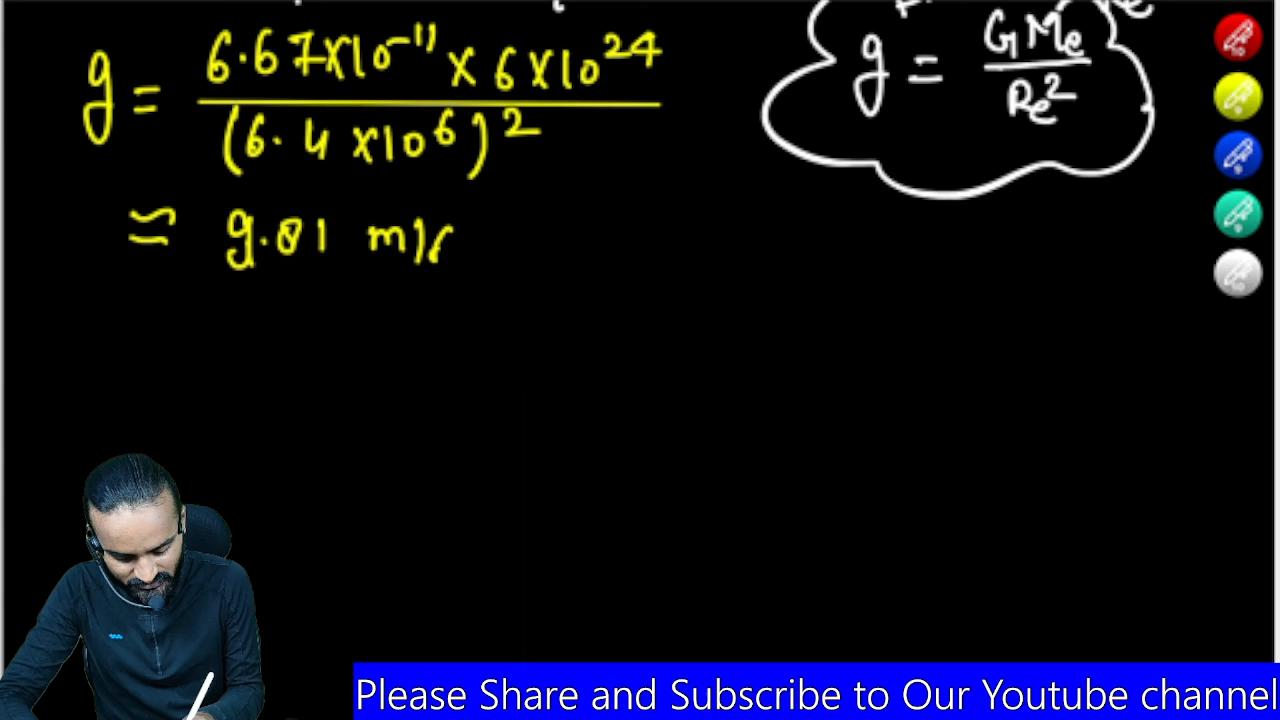 g = GMe / Re²
g = 6.67×10⁻¹¹ × 6×10²⁴ / (6.4×10⁶)²
≈ 9.81 m/s
Please Share and Subscribe to Our Youtube channel